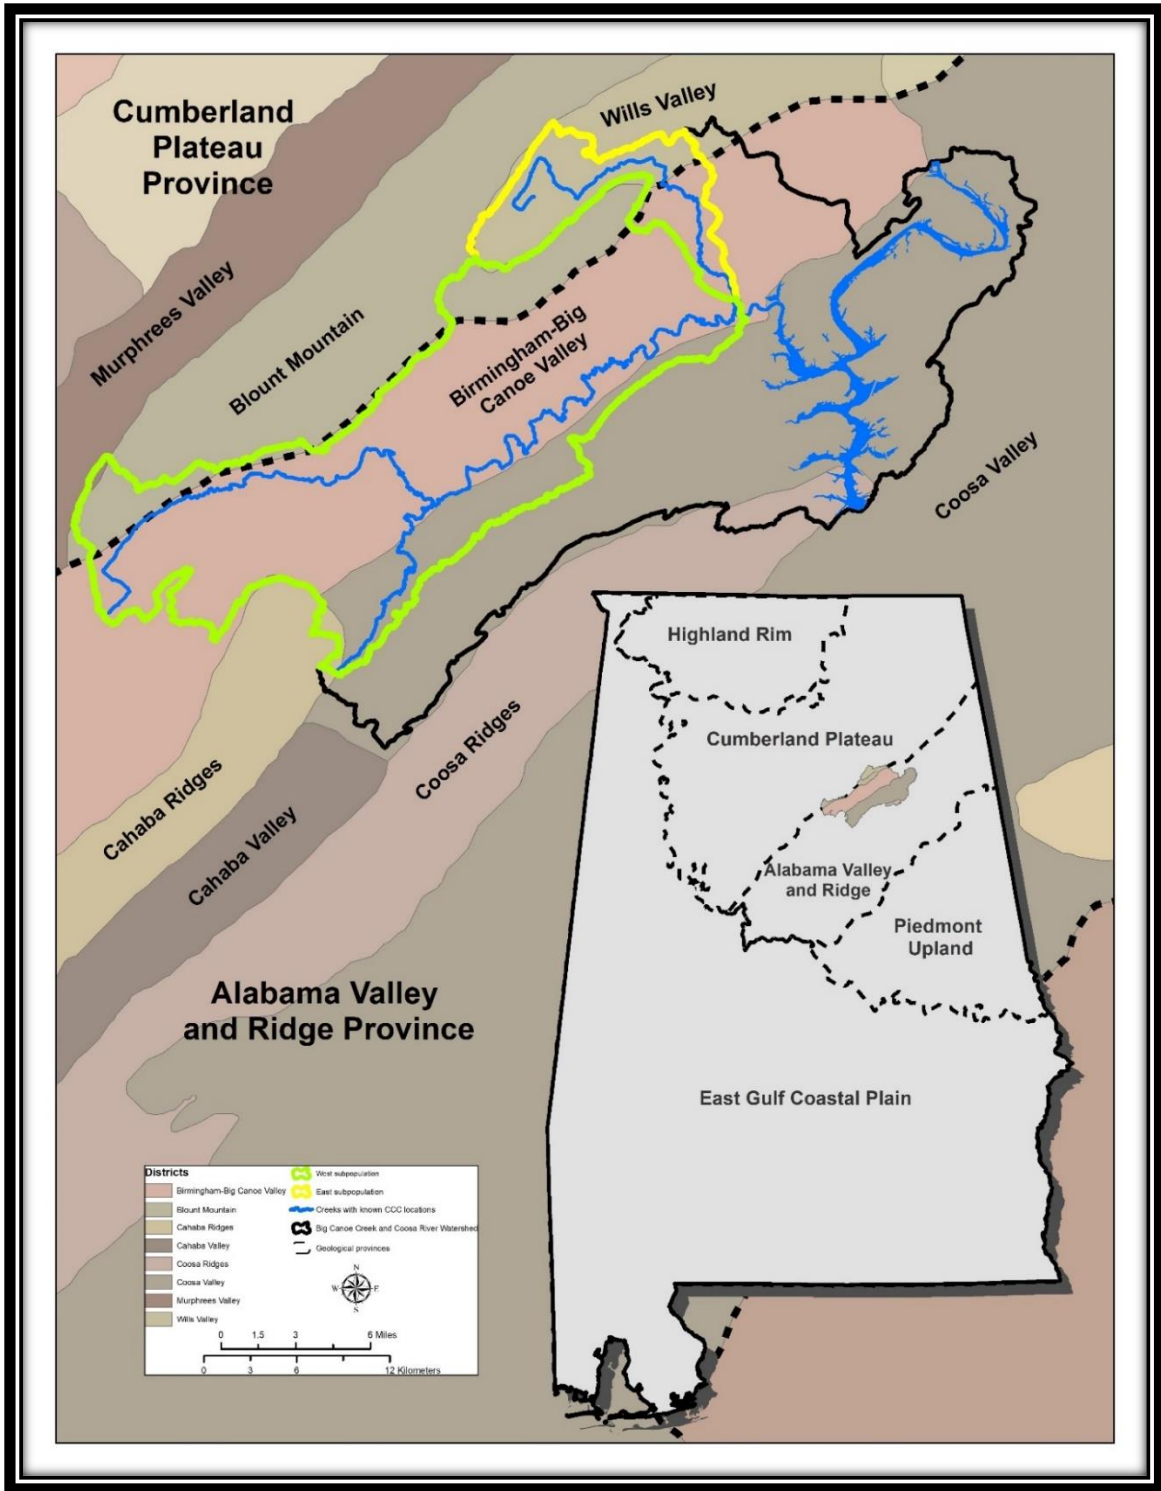 Cumberland
Plateau
Province
Wills Valley
Murphrees Valley
Blount Mountain
Birmingham-Big
Canoe Valley
Coosa Valley
Cahaba Ridges
Cahaba Valley
Coosa Ridges
Alabama Valley
and Ridge Province
Highland Rim
Cumberland Plateau
Alabama Valley
and Ridge
Piedmont
Upland
East Gulf Coastal Plain
Districts
Birmingham-Big Canoe Valley
Blount Mountain
Cahaba Ridges
Cahaba Valley
Coosa Ridges
Coosa Valley
Murphrees Valley
Wills Valley
West subpopulation
East subpopulation
Creeks with known CCC locations
Big Canoe Creek and Coosa River Watershed
Geological provinces
N
W E
S
0 1.5 3 6 Miles
0 3 6 12 Kilometers